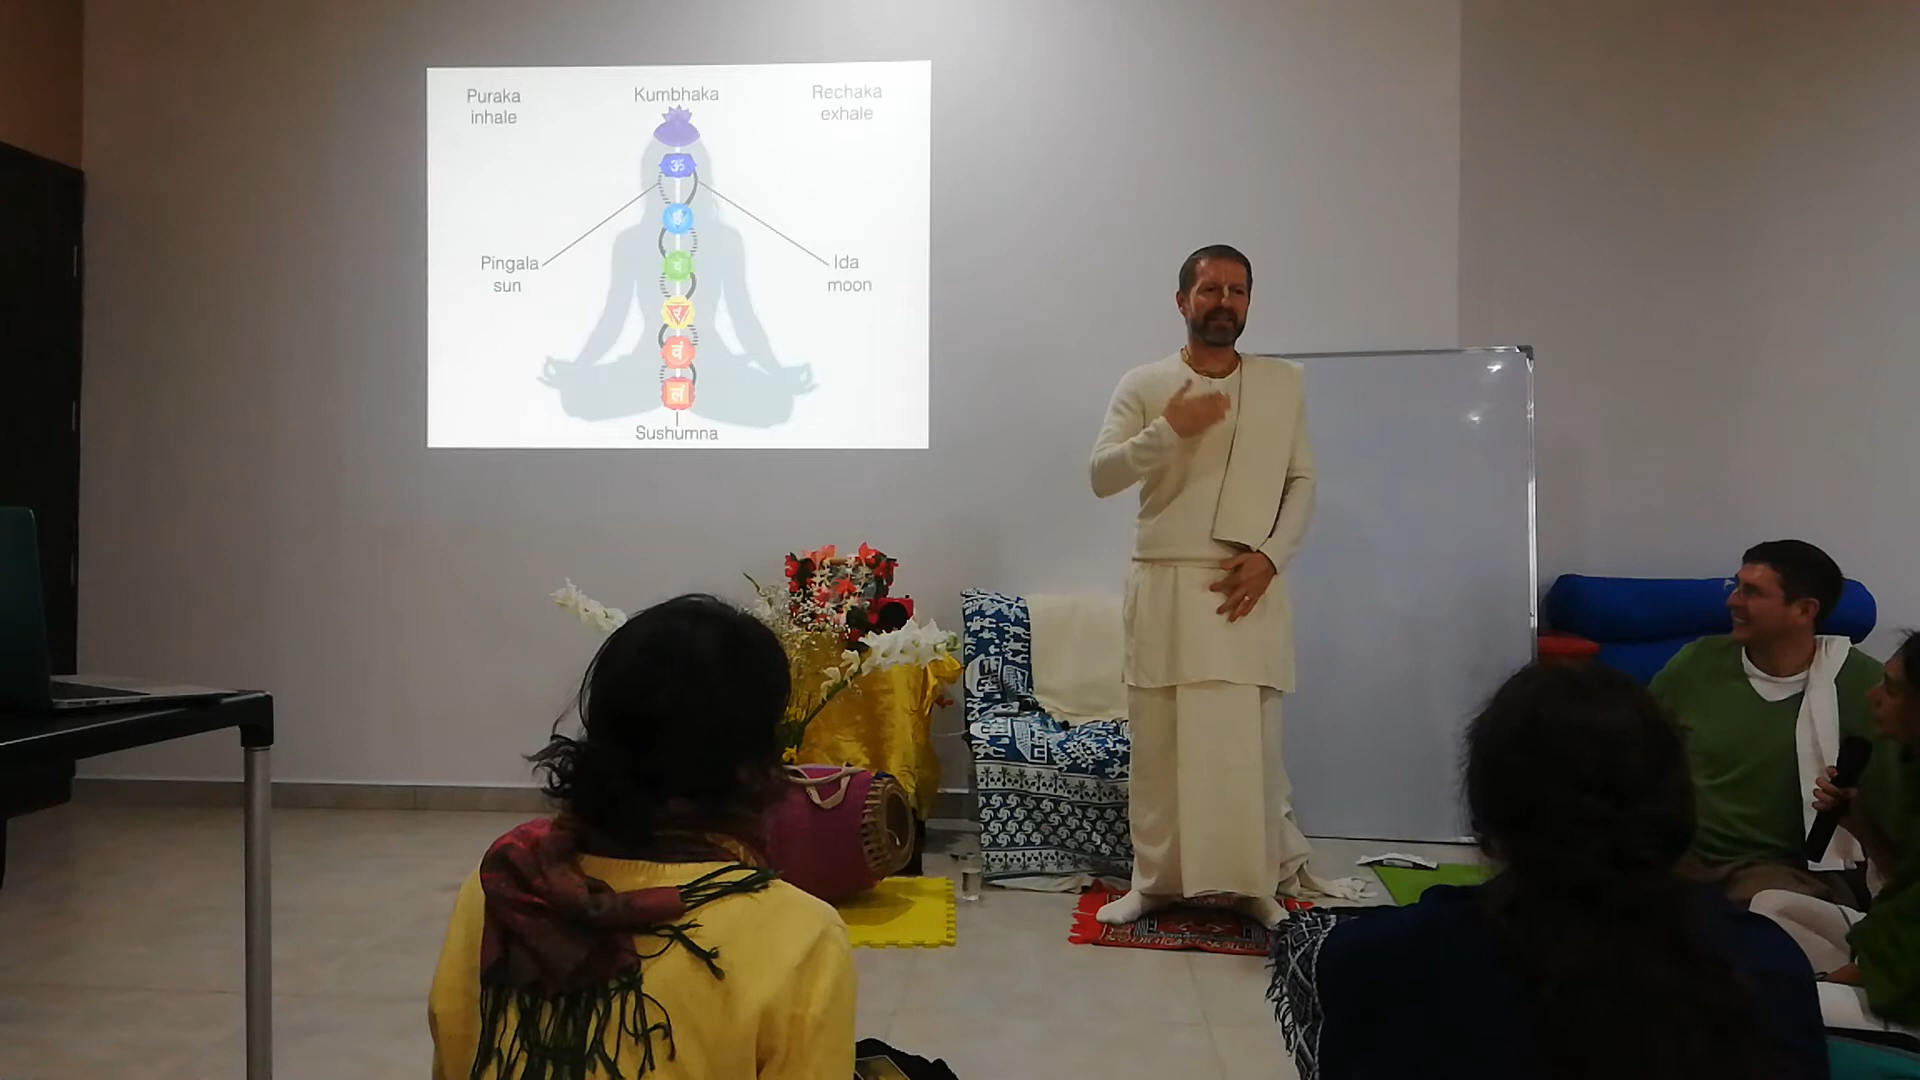 Puraka
inhale
Kumbhaka
Rechaka
exhale
ॐ
Pingala
sun
Ida
moon
वं
लं
Sushumna